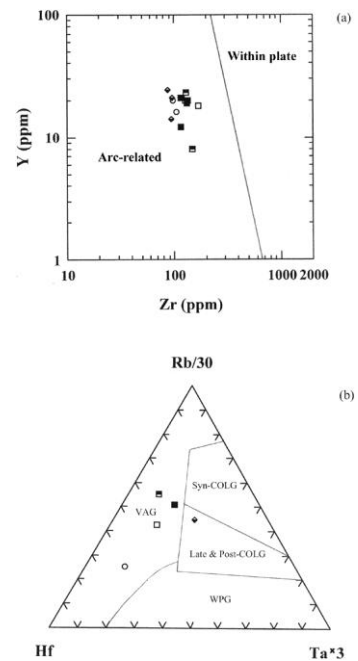 (a)
100
Within plate
Y (ppm)
10
Arc-related
1
10
100
1000 2000
Zr (ppm)
Rb/30
(b)
Syn-COLG
VAG
Late & Post-COLG
WPG
Hf
Ta*3